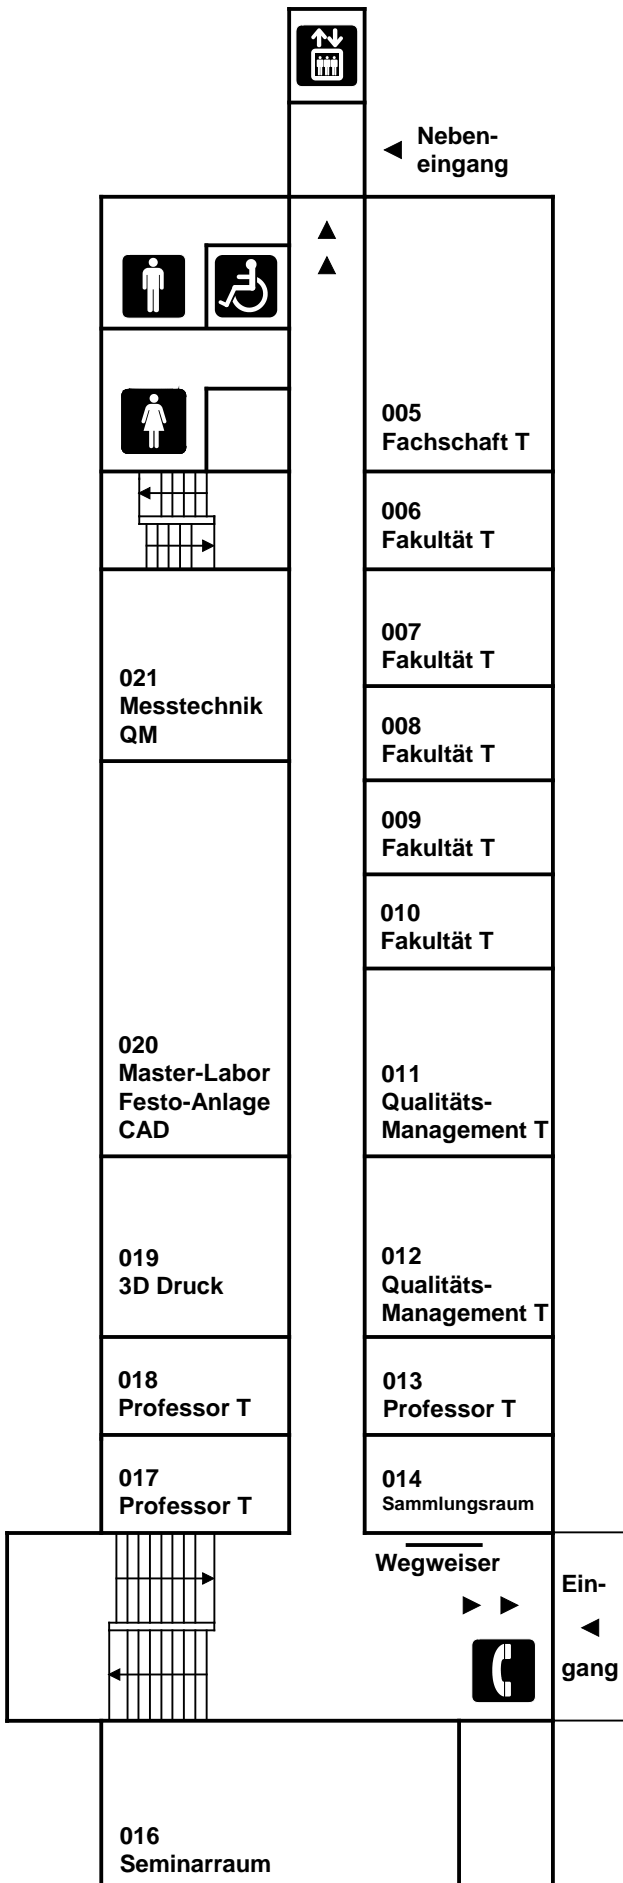 Neben-
eingang
005
Fachschaft T
006
Fakultät T
007
Fakultät T
021
Messtechnik
QM
008
Fakultät T
009
Fakultät T
010
Fakultät T
020
Master-Labor
Festo-Anlage
CAD
011
Qualitäts-
Management T
019
3D Druck
012
Qualitäts-
Management T
018
Professor T
013
Professor T
017
Professor T
014
Sammlungsraum
Wegweiser
Ein-
gang
016
Seminarraum